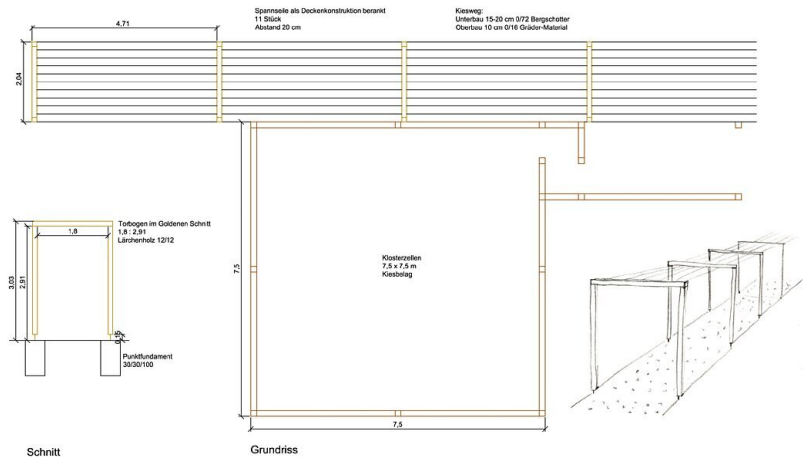 Spannseile als Deckenkonstruktion berankt
11 Stück
Abstand 20 cm
Kiesweg:
Unterbau 15-20 cm 0/72 Bergschotter
Oberbau 10 cm 0/16 Gräder-Material
4,71
2,04
Torbogen im Goldenen Schnitt
1,8 : 2,91
Lärchenholz 12/12
1,8
3,03
2,91
0,15
Punktfundament
30/30/100
7,5
Klosterzellen
7,5 x 7,5 m
Kiesbelag
7,5
Schnitt
Grundriss